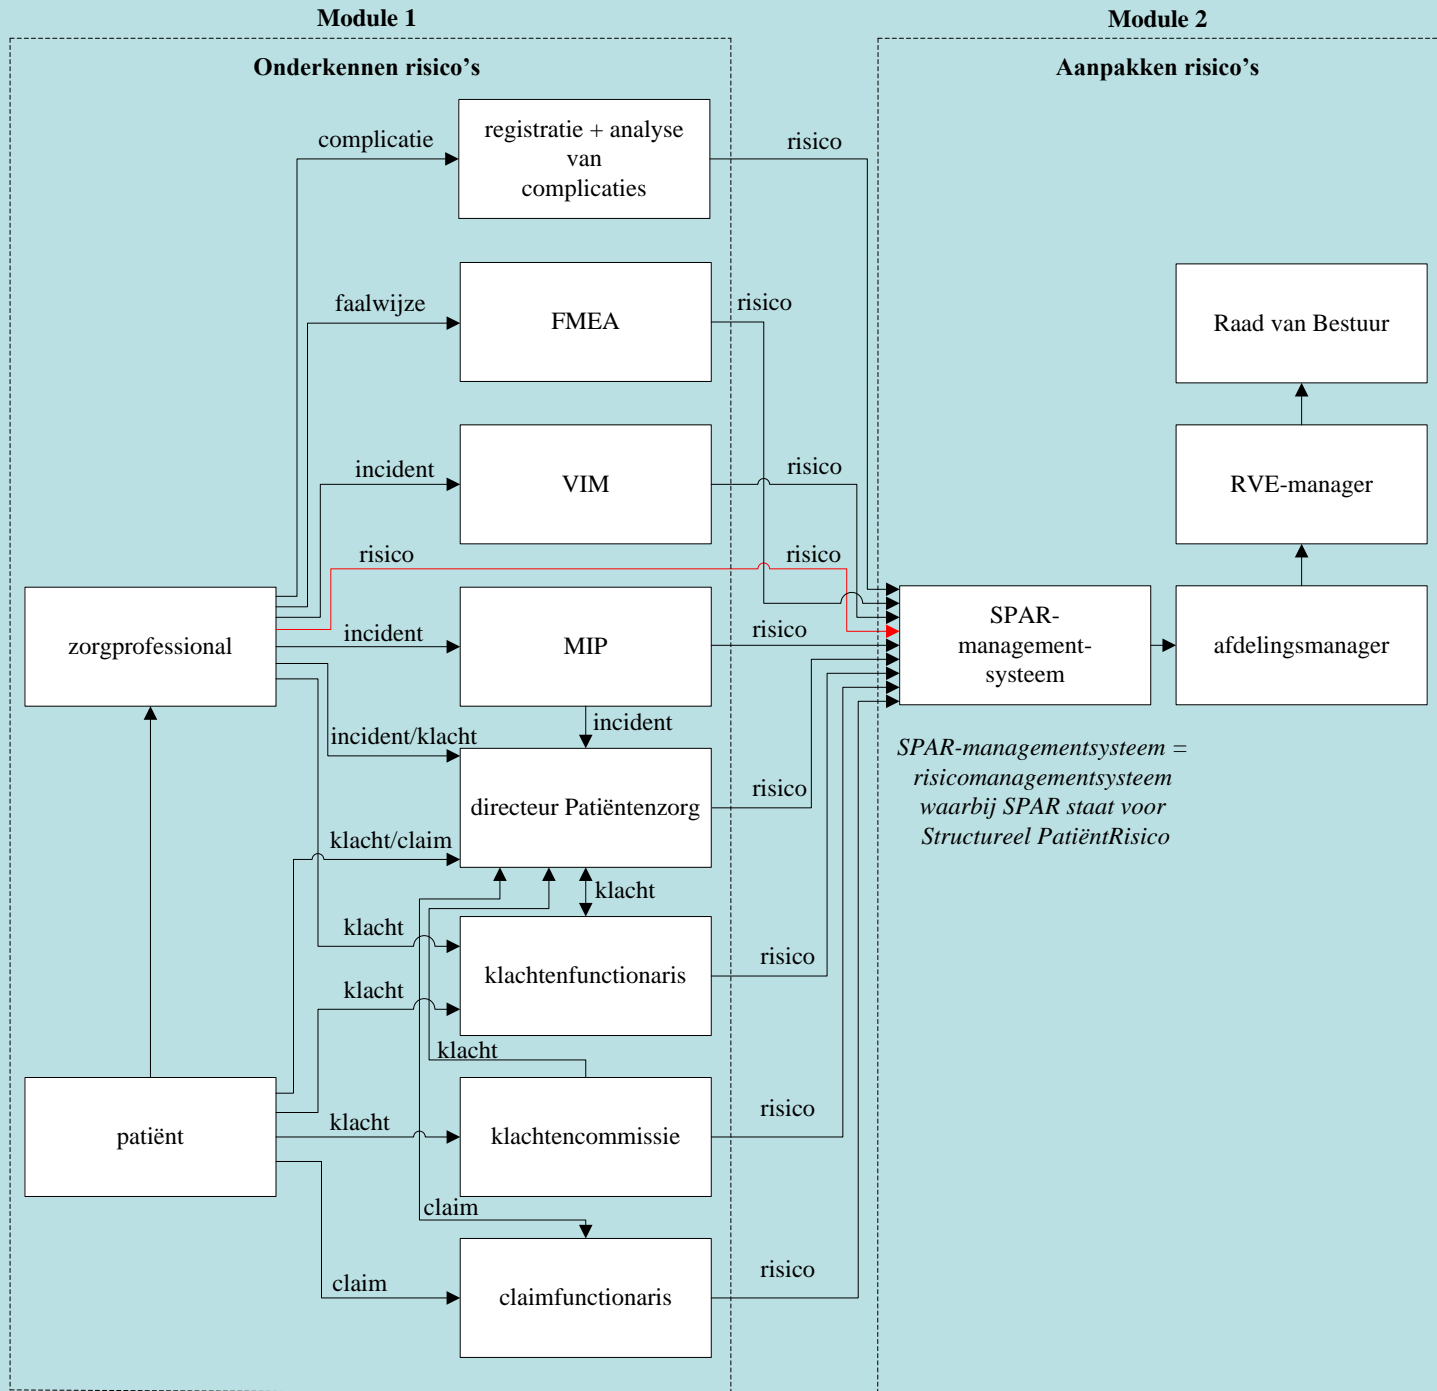 Module 1
Module 2
Onderkennen risico's
Aanpakken risico's
complicatie
registratie + analyse
van
complicaties
risico
faalwijze
FMEA
risico
Raad van Bestuur
incident
VIM
risico
RVE-manager
risico
risico
zorgprofessional
incident
MIP
risico
SPAR-
management-
systeem
afdelingsmanager
incident
incident/klacht
directeur Patiëntenzorg
risico
klacht/claim
SPAR-managementsysteem =
risicomanagementsysteem
waarbij SPAR staat voor
Structureel PatiëntRisico
klacht
klacht
klachtenfunctionaris
risico
klacht
klacht
patiënt
klacht
klachtencommissie
risico
claim
claim
claimfunctionaris
risico